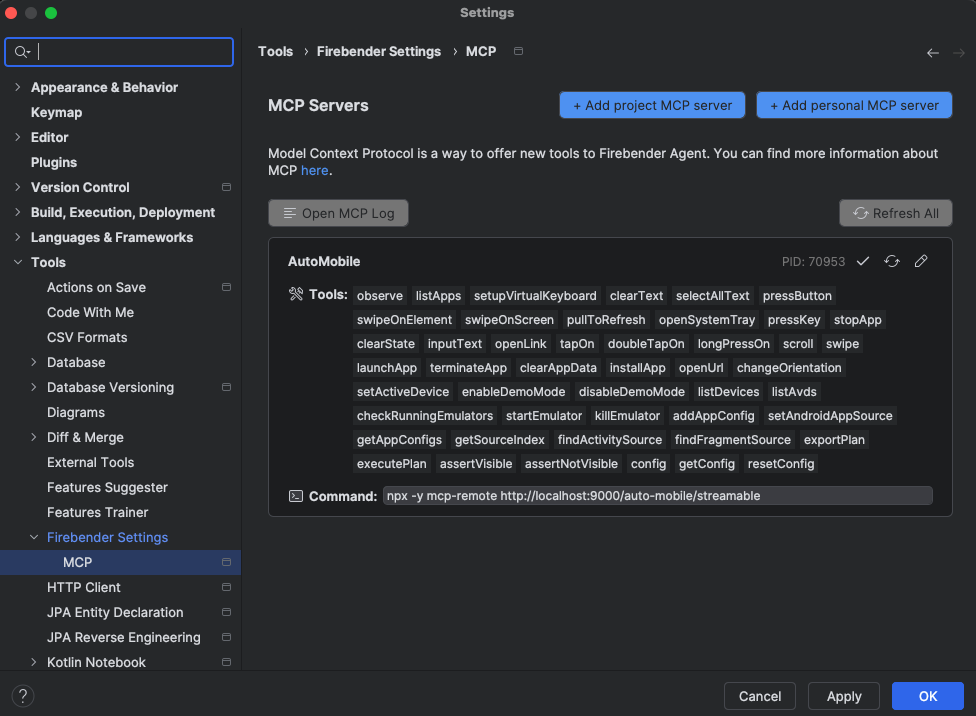 Settings
Tools › Firebender Settings › MCP
Appearance & Behavior
Keymap
Editor
Plugins
Version Control
Build, Execution, Deployment
Languages & Frameworks
Tools
Actions on Save
Code With Me
CSV Formats
Database
Database Versioning
Diagrams
Diff & Merge
External Tools
Features Suggester
Features Trainer
Firebender Settings
MCP
HTTP Client
JPA Entity Declaration
JPA Reverse Engineering
Kotlin Notebook
MCP Servers
+ Add project MCP server
+ Add personal MCP server
Model Context Protocol is a way to offer new tools to Firebender Agent. You can find more information about
MCP here.
Open MCP Log
Refresh All
AutoMobile
PID: 70953
Tools: observe listApps setupVirtualKeyboard clearText selectAllText pressButton
swipeOnElement swipeOnScreen pullToRefresh openSystemTray pressKey stopApp
clearState inputText openLink tapOn doubleTapOn longPressOn scroll swipe
launchApp terminateApp clearAppData installApp openUrl changeOrientation
setActiveDevice enableDemoMode disableDemoMode listDevices listAvds
checkRunningEmulators startEmulator killEmulator addAppConfig setAndroidAppSource
getAppConfigs getSourceIndex findActivitySource findFragmentSource exportPlan
executePlan assertVisible assertNotVisible config getConfig resetConfig
Command: npx -y mcp-remote http://localhost:9000/auto-mobile/streamable
?
Cancel
Apply
OK